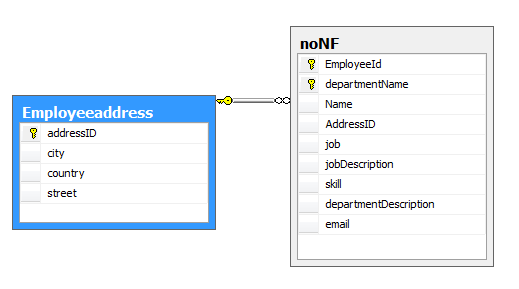 Employeeaddress
addressID
city
country
street
noNF
EmployeeId
departmentName
Name
AddressID
job
jobDescription
skill
departmentDescription
email